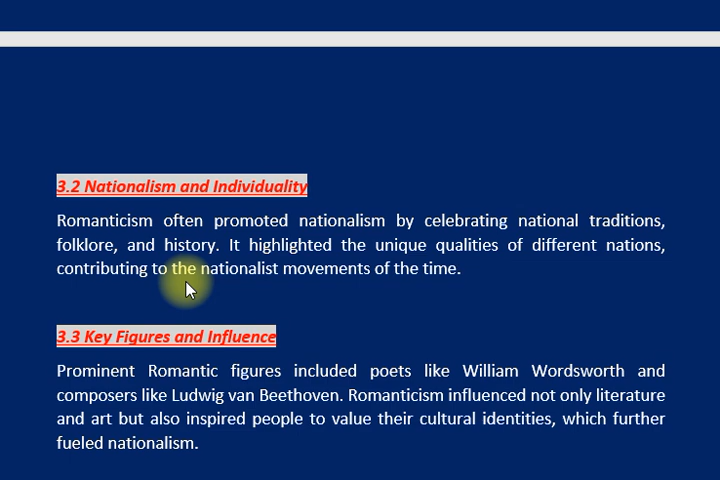 3.2 Nationalism and Individuality
Romanticism often promoted nationalism by celebrating national traditions,
folklore, and history. It highlighted the unique qualities of different nations,
contributing to the nationalist movements of the time.
3.3 Key Figures and Influence
Prominent Romantic figures included poets like William Wordsworth and
composers like Ludwig van Beethoven. Romanticism influenced not only literature
and art but also inspired people to value their cultural identities, which further
fueled nationalism.